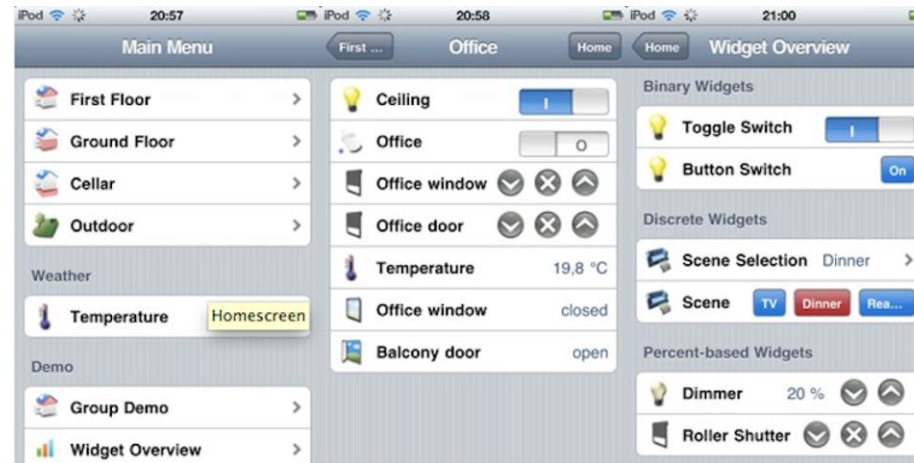 iPod 20:57
Main Menu
First Floor
Ground Floor
Cellar
Outdoor
Weather
Temperature
Homescreen
Demo
Group Demo
Widget Overview
iPod 20:58
First ... Office Home
Ceiling I
Office O
Office window
Office door
Temperature 19,8 °C
Office window closed
Balcony door open
iPod 21:00
Home Widget Overview
Binary Widgets
Toggle Switch I
Button Switch On
Discrete Widgets
Scene Selection Dinner
Scene TV Dinner Rea...
Percent-based Widgets
Dimmer 20 %
Roller Shutter